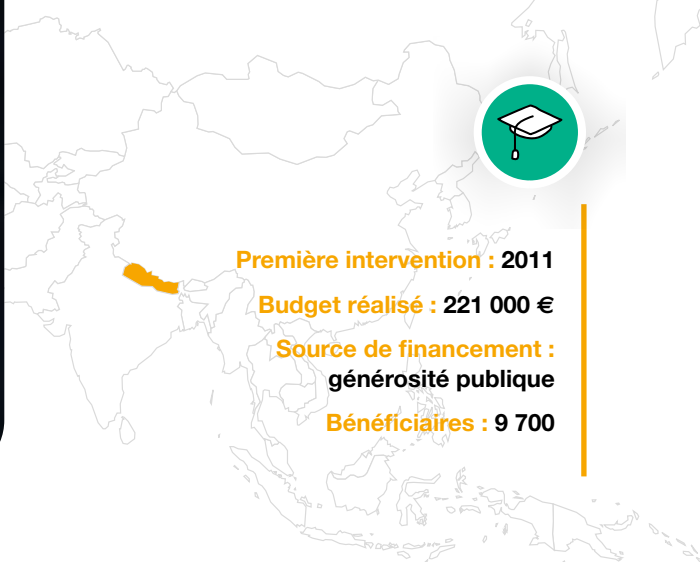 Première intervention : 2011
Budget réalisé : 221 000 €
Source de financement :
générosité publique
Bénéficiaires : 9 700